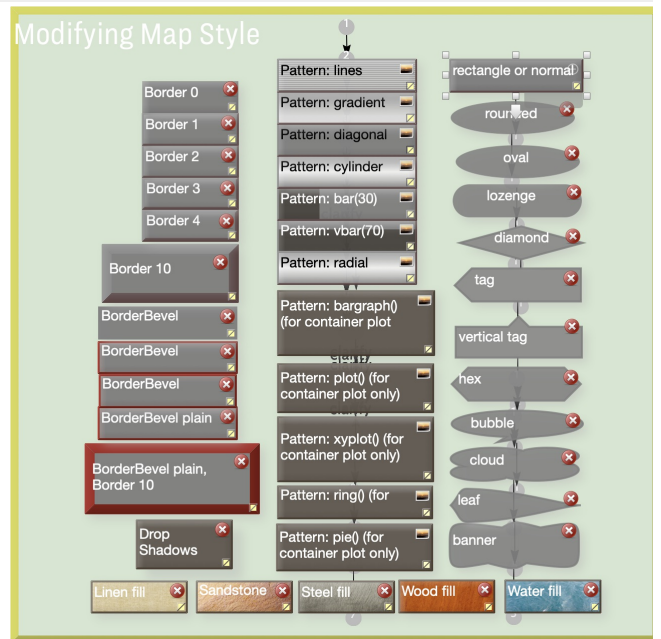 Modifying Map Style
Border 0
Border 1
Border 2
Border 3
Border 4
Border 10
BorderBevel
BorderBevel
BorderBevel
BorderBevel plain
BorderBevel plain,
Border 10
Drop
Shadows
Pattern: lines
Pattern: gradient
Pattern: diagonal
Pattern: cylinder
Pattern: bar(30)
Pattern: vbar(70)
Pattern: radial
Pattern: bargraph()
(for container plot
Pattern: plot() (for
container plot only)
Pattern: xyplot() (for
container plot only)
Pattern: ring() (for
Pattern: pie() (for
container plot only)
rectangle or normal
rounded
oval
lozenge
diamond
tag
vertical tag
hex
bubble
cloud
leaf
banner
Linen fill
Sandstone
Steel fill
Wood fill
Water fill